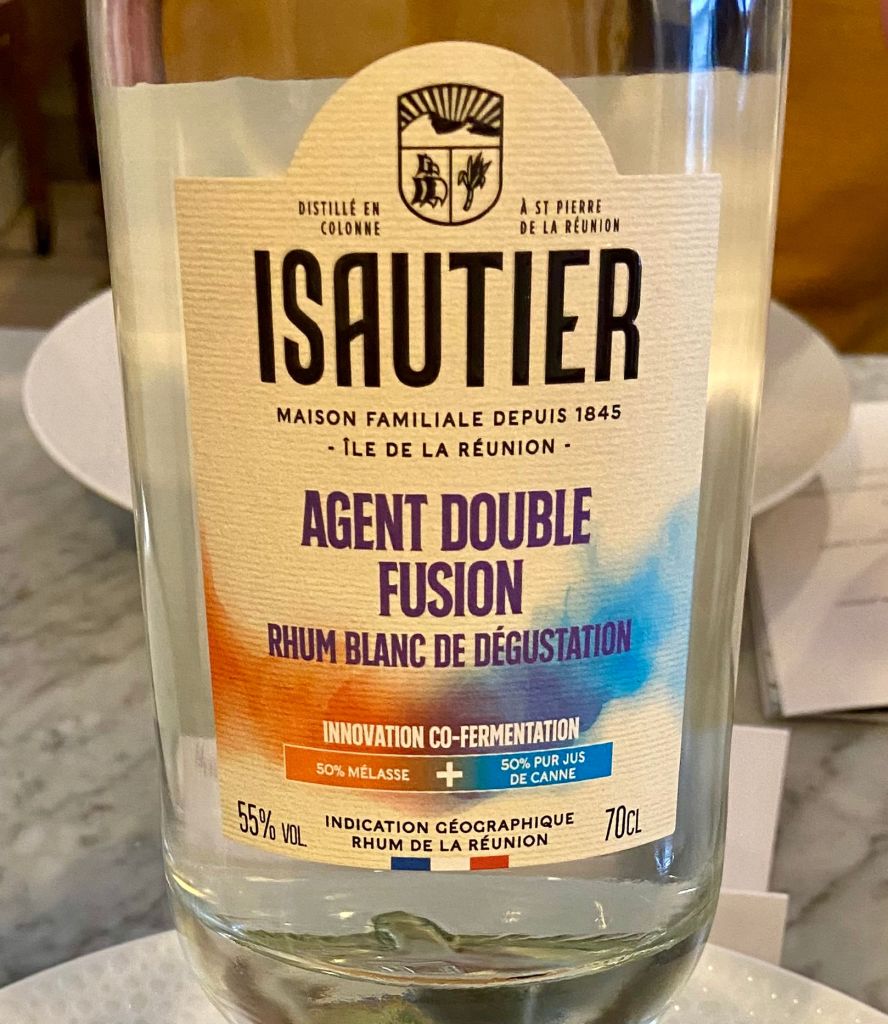 DISTILLÉ EN
COLONNE
À ST PIERRE
DE LA RÉUNION
ISAUTIER
MAISON FAMILIALE DEPUIS 1845
- ÎLE DE LA RÉUNION -
AGENT DOUBLE
FUSION
RHUM BLANC DE DÉGUSTATION
INNOVATION CO-FERMENTATION
50% MÉLASSE + 50% PUR JUS
DE CANNE
55% VOL
INDICATION GÉOGRAPHIQUE
RHUM DE LA RÉUNION
70CL